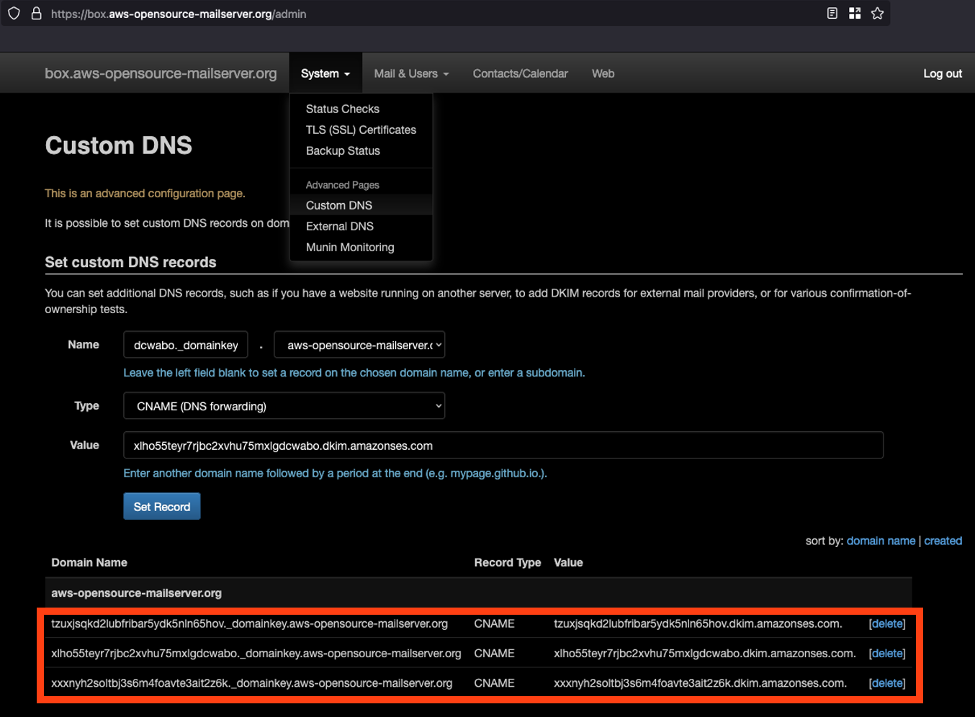 https://box.aws-opensource-mailserver.org/admin
box.aws-opensource-mailserver.org System Mail & Users Contacts/Calendar Web Log out
Status Checks
TLS (SSL) Certificates
Backup Status
Advanced Pages
Custom DNS
External DNS
Munin Monitoring
Custom DNS
This is an advanced configuration page.
It is possible to set custom DNS records on dom
Set custom DNS records
You can set additional DNS records, such as if you have a website running on another server, to add DKIM records for external mail providers, or for various confirmation-of-
ownership tests.
Name dcwabo._domainkey . aws-opensource-mailserver.c
Leave the left field blank to set a record on the chosen domain name, or enter a subdomain.
Type CNAME (DNS forwarding)
Value xlho55teyr7rjbc2xvhu75mxlgdcwabo.dkim.amazonses.com
Enter another domain name followed by a period at the end (e.g. mypage.github.io.).
Set Record
sort by: domain name | created
Domain Name Record Type Value
aws-opensource-mailserver.org
tzuxjsqkd2lubfribar5ydk5nln65hov._domainkey.aws-opensource-mailserver.org CNAME tzuxjsqkd2lubfribar5ydk5nln65hov.dkim.amazonses.com. [delete]
xlho55teyr7rjbc2xvhu75mxlgdcwabo._domainkey.aws-opensource-mailserver.org CNAME xlho55teyr7rjbc2xvhu75mxlgdcwabo.dkim.amazonses.com. [delete]
xxxnyh2soltbj3s6m4foavte3ait2z6k._domainkey.aws-opensource-mailserver.org CNAME xxxnyh2soltbj3s6m4foavte3ait2z6k.dkim.amazonses.com. [delete]